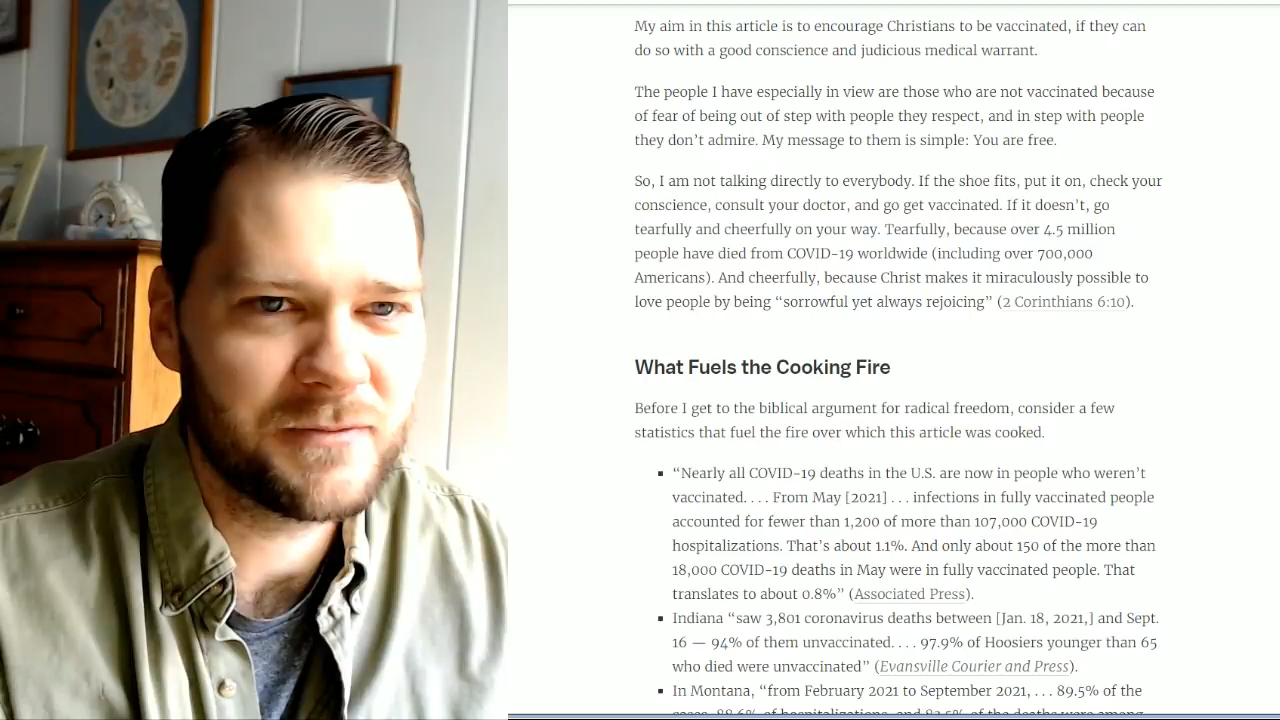 My aim in this article is to encourage Christians to be vaccinated, if they can
do so with a good conscience and judicious medical warrant.
The people I have especially in view are those who are not vaccinated because
of fear of being out of step with people they respect, and in step with people
they don’t admire. My message to them is simple: You are free.
So, I am not talking directly to everybody. If the shoe fits, put it on, check your
conscience, consult your doctor, and go get vaccinated. If it doesn’t, go
tearfully and cheerfully on your way. Tearfully, because over 4.5 million
people have died from COVID-19 worldwide (including over 700,000
Americans). And cheerfully, because Christ makes it miraculously possible to
love people by being “sorrowful yet always rejoicing” (2 Corinthians 6:10).
What Fuels the Cooking Fire
Before I get to the biblical argument for radical freedom, consider a few
statistics that fuel the fire over which this article was cooked.
▪ “Nearly all COVID-19 deaths in the U.S. are now in people who weren’t
vaccinated. . . . From May [2021] . . . infections in fully vaccinated people
accounted for fewer than 1,200 of more than 107,000 COVID-19
hospitalizations. That’s about 1.1%. And only about 150 of the more than
18,000 COVID-19 deaths in May were in fully vaccinated people. That
translates to about 0.8%” (Associated Press).
▪ Indiana “saw 3,801 coronavirus deaths between [Jan. 18, 2021,] and Sept.
16 — 94% of them unvaccinated. . . . 97.9% of Hoosiers younger than 65
who died were unvaccinated” (Evansville Courier and Press).
▪ In Montana, “from February 2021 to September 2021, . . . 89.5% of the